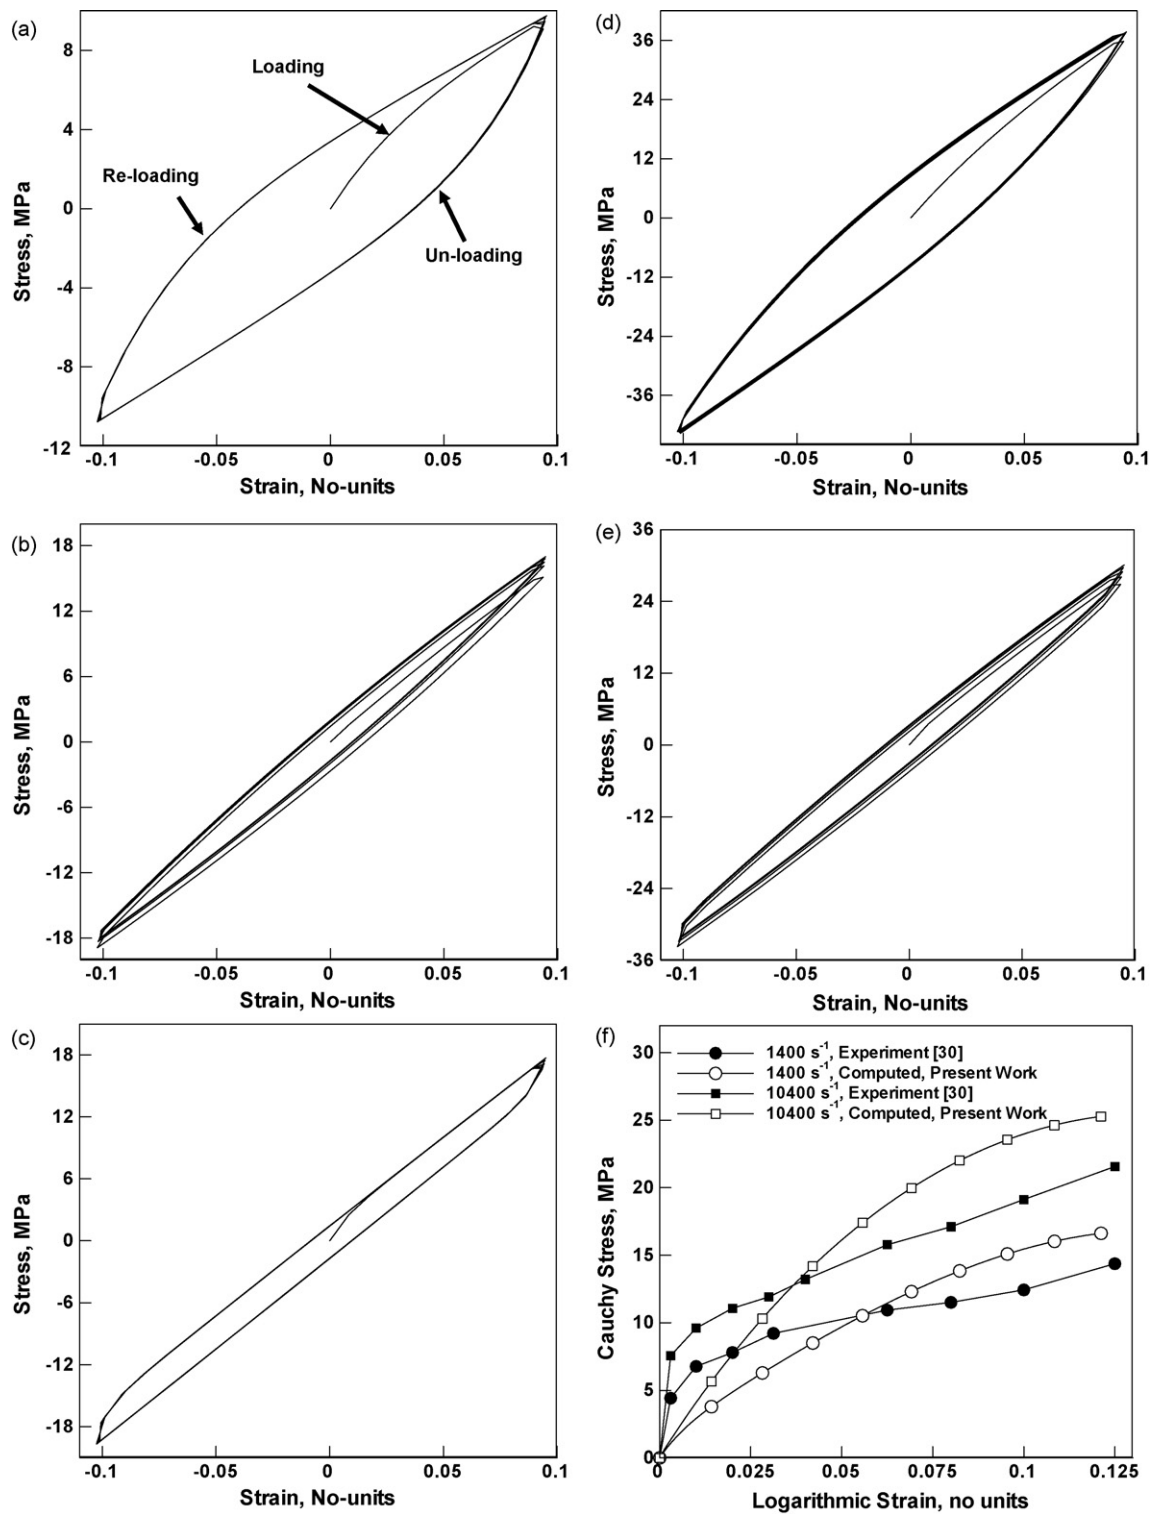 (a)
8
4
0
-4
-8
-12
Stress, MPa
Loading
Re-loading
Un-loading
-0.1 -0.05 0 0.05 0.1
Strain, No-units
(b)
18
12
6
0
-6
-12
-18
Stress, MPa
-0.1 -0.05 0 0.05 0.1
Strain, No-units
(c)
18
12
6
0
-6
-12
-18
Stress, MPa
-0.1 -0.05 0 0.05 0.1
Strain, No-units
(d)
36
24
12
0
-12
-24
-36
Stress, MPa
-0.1 -0.05 0 0.05 0.1
Strain, No-units
(e)
36
24
12
0
-12
-24
-36
Stress, MPa
-0.1 -0.05 0 0.05 0.1
Strain, No-units
(f)
1400 s⁻¹, Experiment [30]
1400 s⁻¹, Computed, Present Work
10400 s⁻¹, Experiment [30]
10400 s⁻¹, Computed, Present Work
30
25
20
15
10
5
0
Cauchy Stress, MPa
0 0.025 0.05 0.075 0.1 0.125
Logarithmic Strain, no units